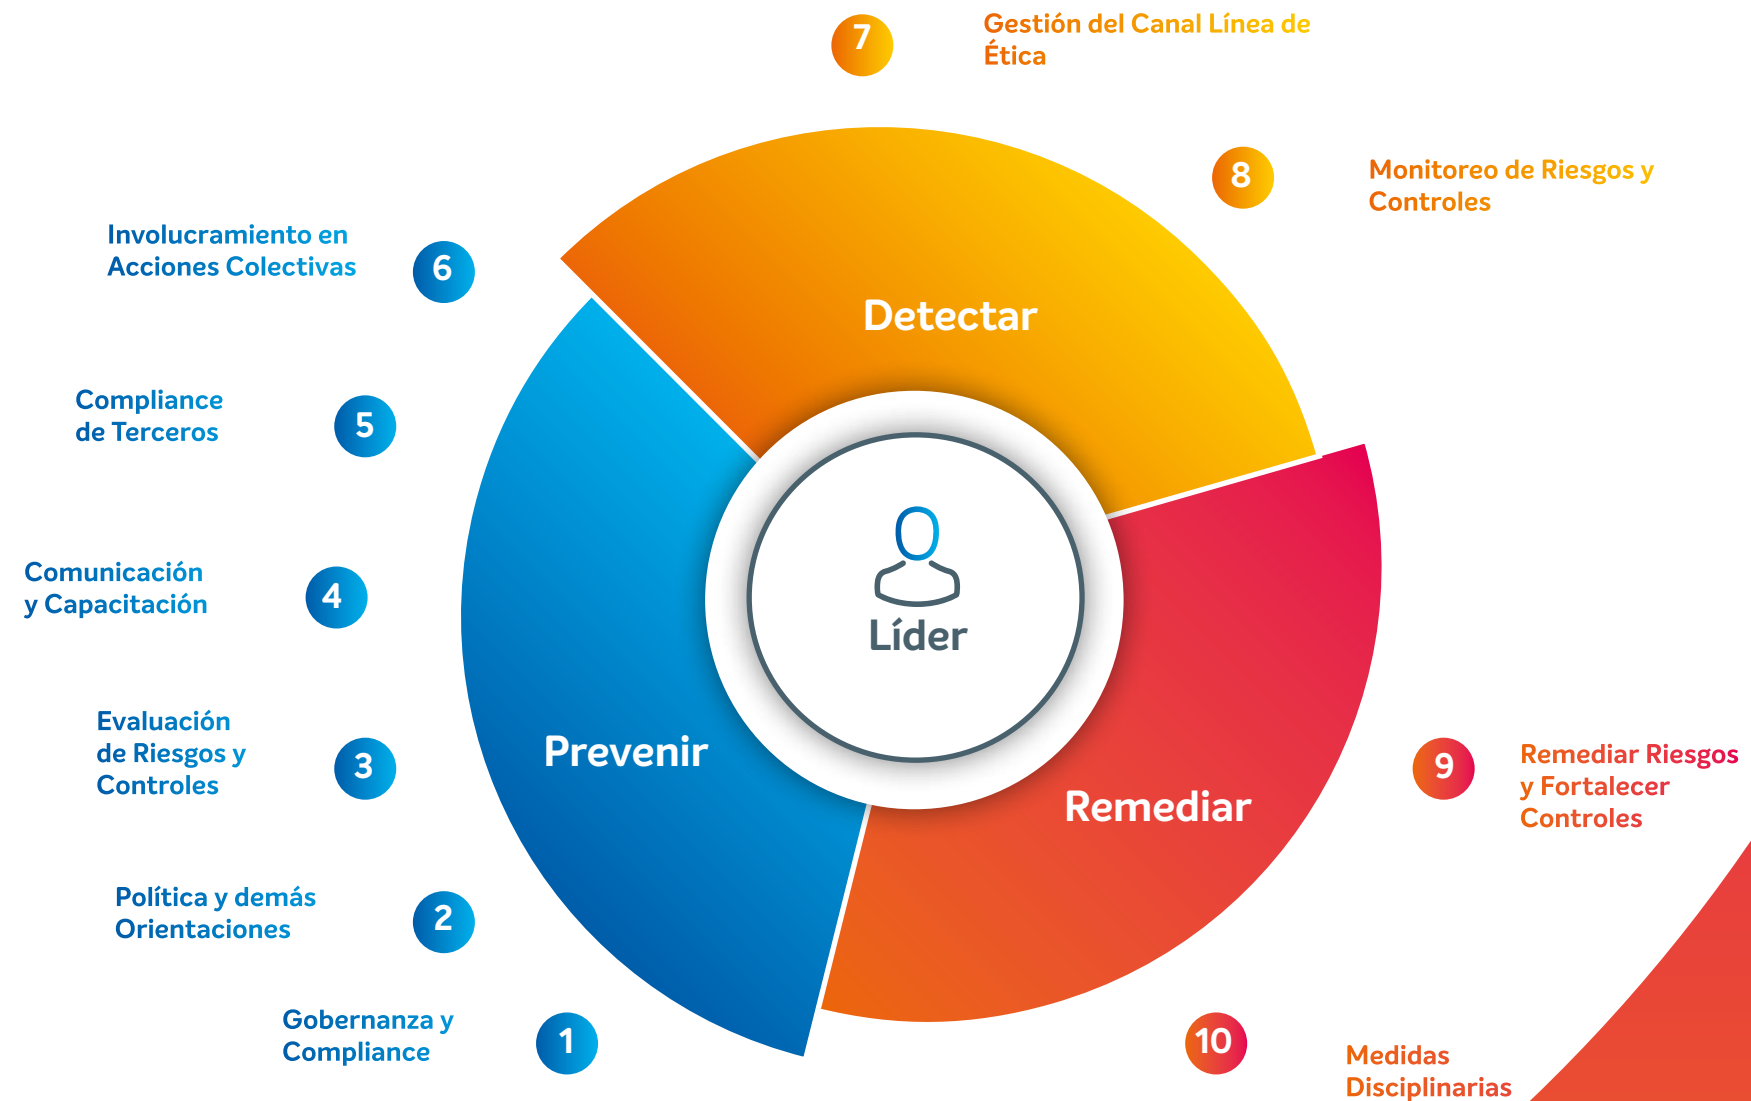 7
Gestión del Canal Línea de
Ética
8
Monitoreo de Riesgos y
Controles
Involucramiento en
Acciones Colectivas
6
Detectar
Compliance
de Terceros
5
Comunicación
y Capacitación
4
Líder
Evaluación
de Riesgos y
Controles
3
Prevenir
Remediar
9
Remediar Riesgos
y Fortalecer
Controles
Política y demás
Orientaciones
2
Gobernanza y
Compliance
1
10
Medidas
Disciplinarias